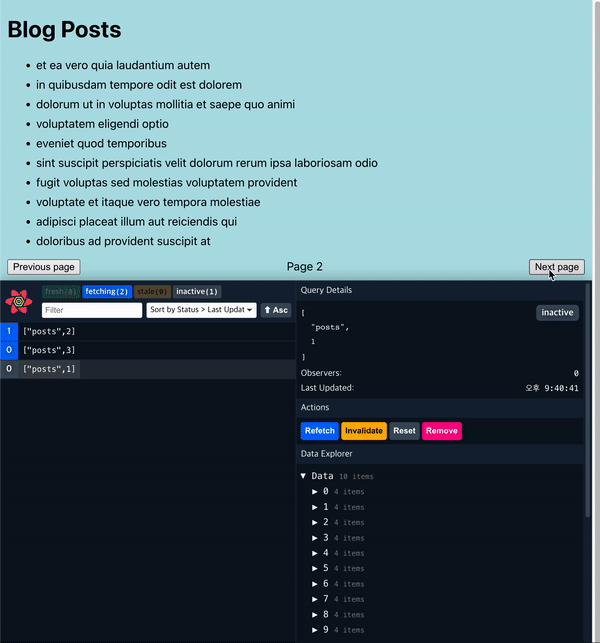 Blog Posts
et ea vero quia laudantium autem
in quibusdam tempore odit est dolorem
dolorum ut in voluptas mollitia et saepe quo animi
voluptatem eligendi optio
eveniet quod temporibus
sint suscipit perspiciatis velit dolorum rerum ipsa laboriosam odio
fugit voluptas sed molestias voluptatem provident
voluptate et itaque vero tempora molestiae
adipisci placeat illum aut reiciendis qui
doloribus ad provident suscipit at
Previous page Page 2 Next page
fresh(0) fetching(2) stale(0) inactive(1)
Filter Sort by Status > Last Updat Asc
1 ["posts",2]
0 ["posts",3]
0 ["posts",1]
Query Details
[
"posts",
1
]
inactive
Observers: 0
Last Updated: 오후 9:40:41
Actions
Refetch Invalidate Reset Remove
Data Explorer
▼ Data 10 items
▶ 0 4 items
▶ 1 4 items
▶ 2 4 items
▶ 3 4 items
▶ 4 4 items
▶ 5 4 items
▶ 6 4 items
▶ 7 4 items
▶ 8 4 items
▶ 9 4 items